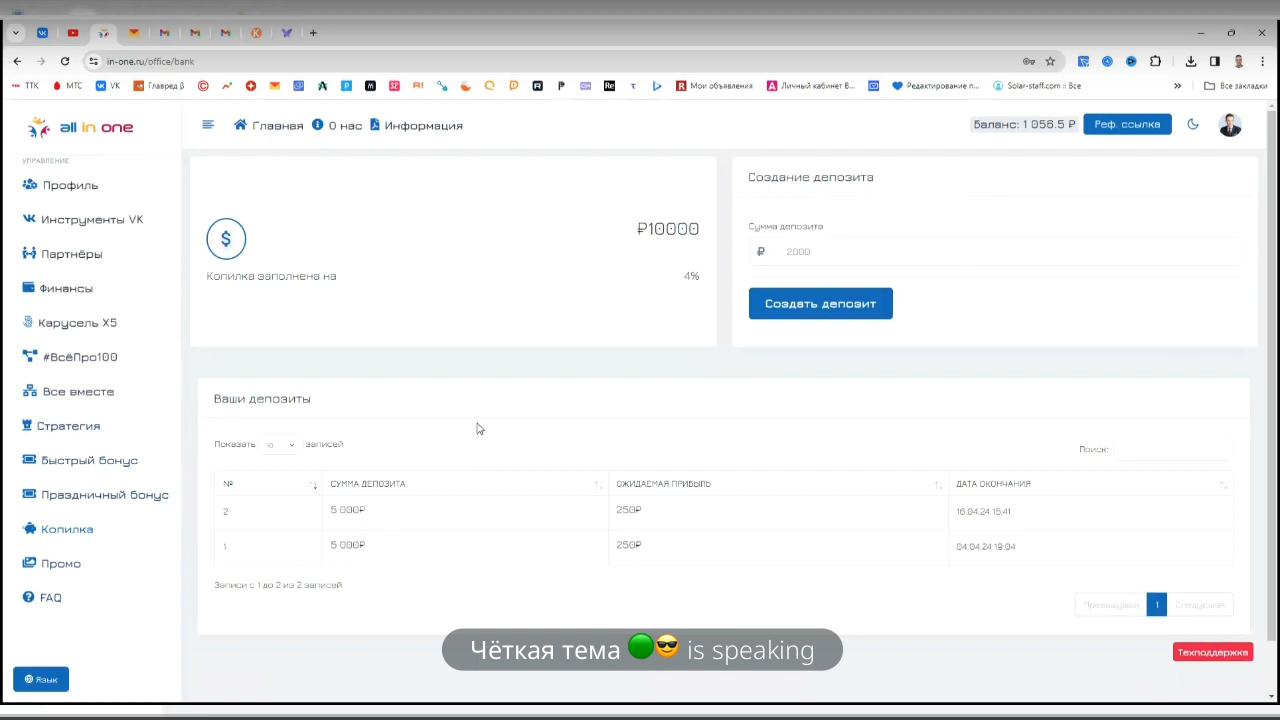 in-one.ru/office/bank
ТТК МТС VK Главред β Мои объявления Личный кабинет В... Редактирование п... Solar-staff.com :: Все » Все закладки
all in one
Главная О нас Информация
Баланс: 1 056.5 ₽ Реф. ссылка
УПРАВЛЕНИЕ
Профиль
Инструменты VK
Партнёры
Финансы
Карусель X5
#ВсёПро100
Все вместе
Стратегия
Быстрый бонус
Праздничный бонус
Копилка
Промо
FAQ
Язык
₽10000
Копилка заполнена на 4%
Создание депозита
Сумма депозита
₽ 2000
Создать депозит
Ваши депозиты
Показать 10 записей
Поиск:
№ СУММА ДЕПОЗИТА ОЖИДАЕМАЯ ПРИБЫЛЬ ДАТА ОКОНЧАНИЯ
2 5 000₽ 250₽ 16.04.24 15:41
1 5 000₽ 250₽ 04.04.24 19:04
Записи с 1 до 2 из 2 записей
Предыдущая 1 Следующая
Чёткая тема 🟢😎 is speaking
Техподдержка